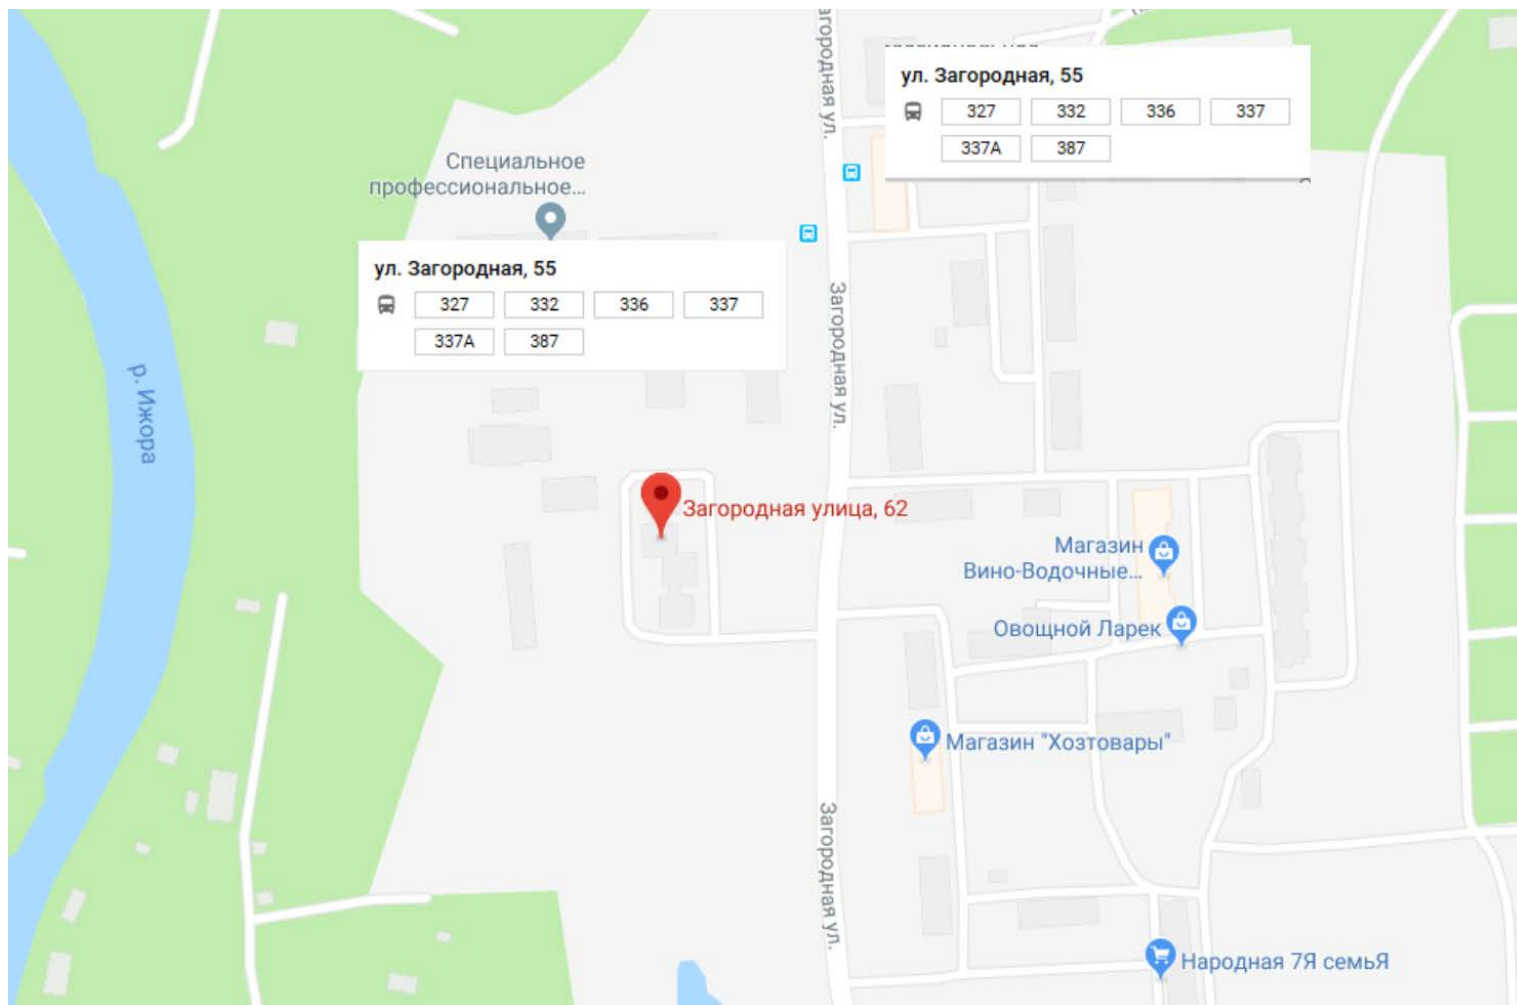 агородная ул.
ул. Загородная, 55
327 332 336 337
337А 387
Специальное
профессиональное...
ул. Загородная, 55
327 332 336 337
337А 387
Загородная ул.
р. Ижора
Загородная улица, 62
Магазин
Вино-Водочные...
Овощной Ларек
Магазин "Хозтовары"
Загородная ул.
Народная 7Я семьЯ